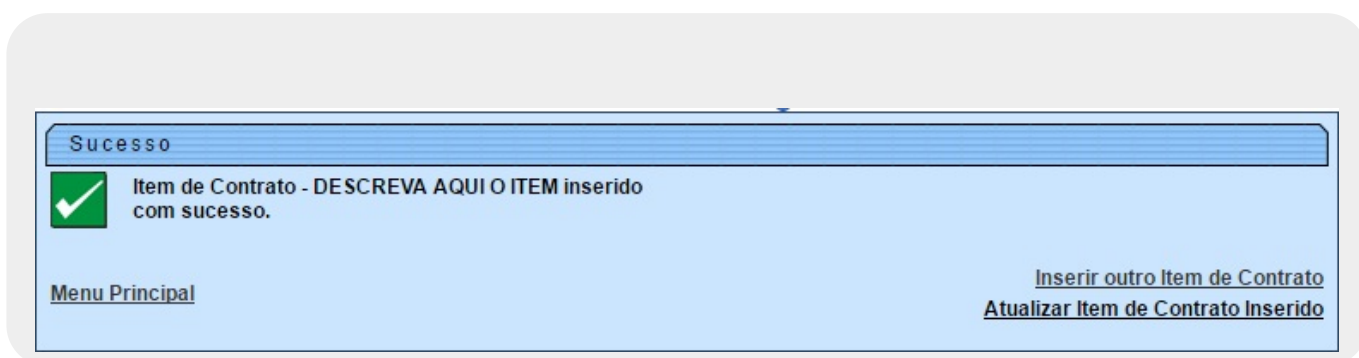 Sucesso
Item de Contrato - DESCREVA AQUI O ITEM inserido
com sucesso.
Menu Principal
Inserir outro Item de Contrato
Atualizar Item de Contrato Inserido